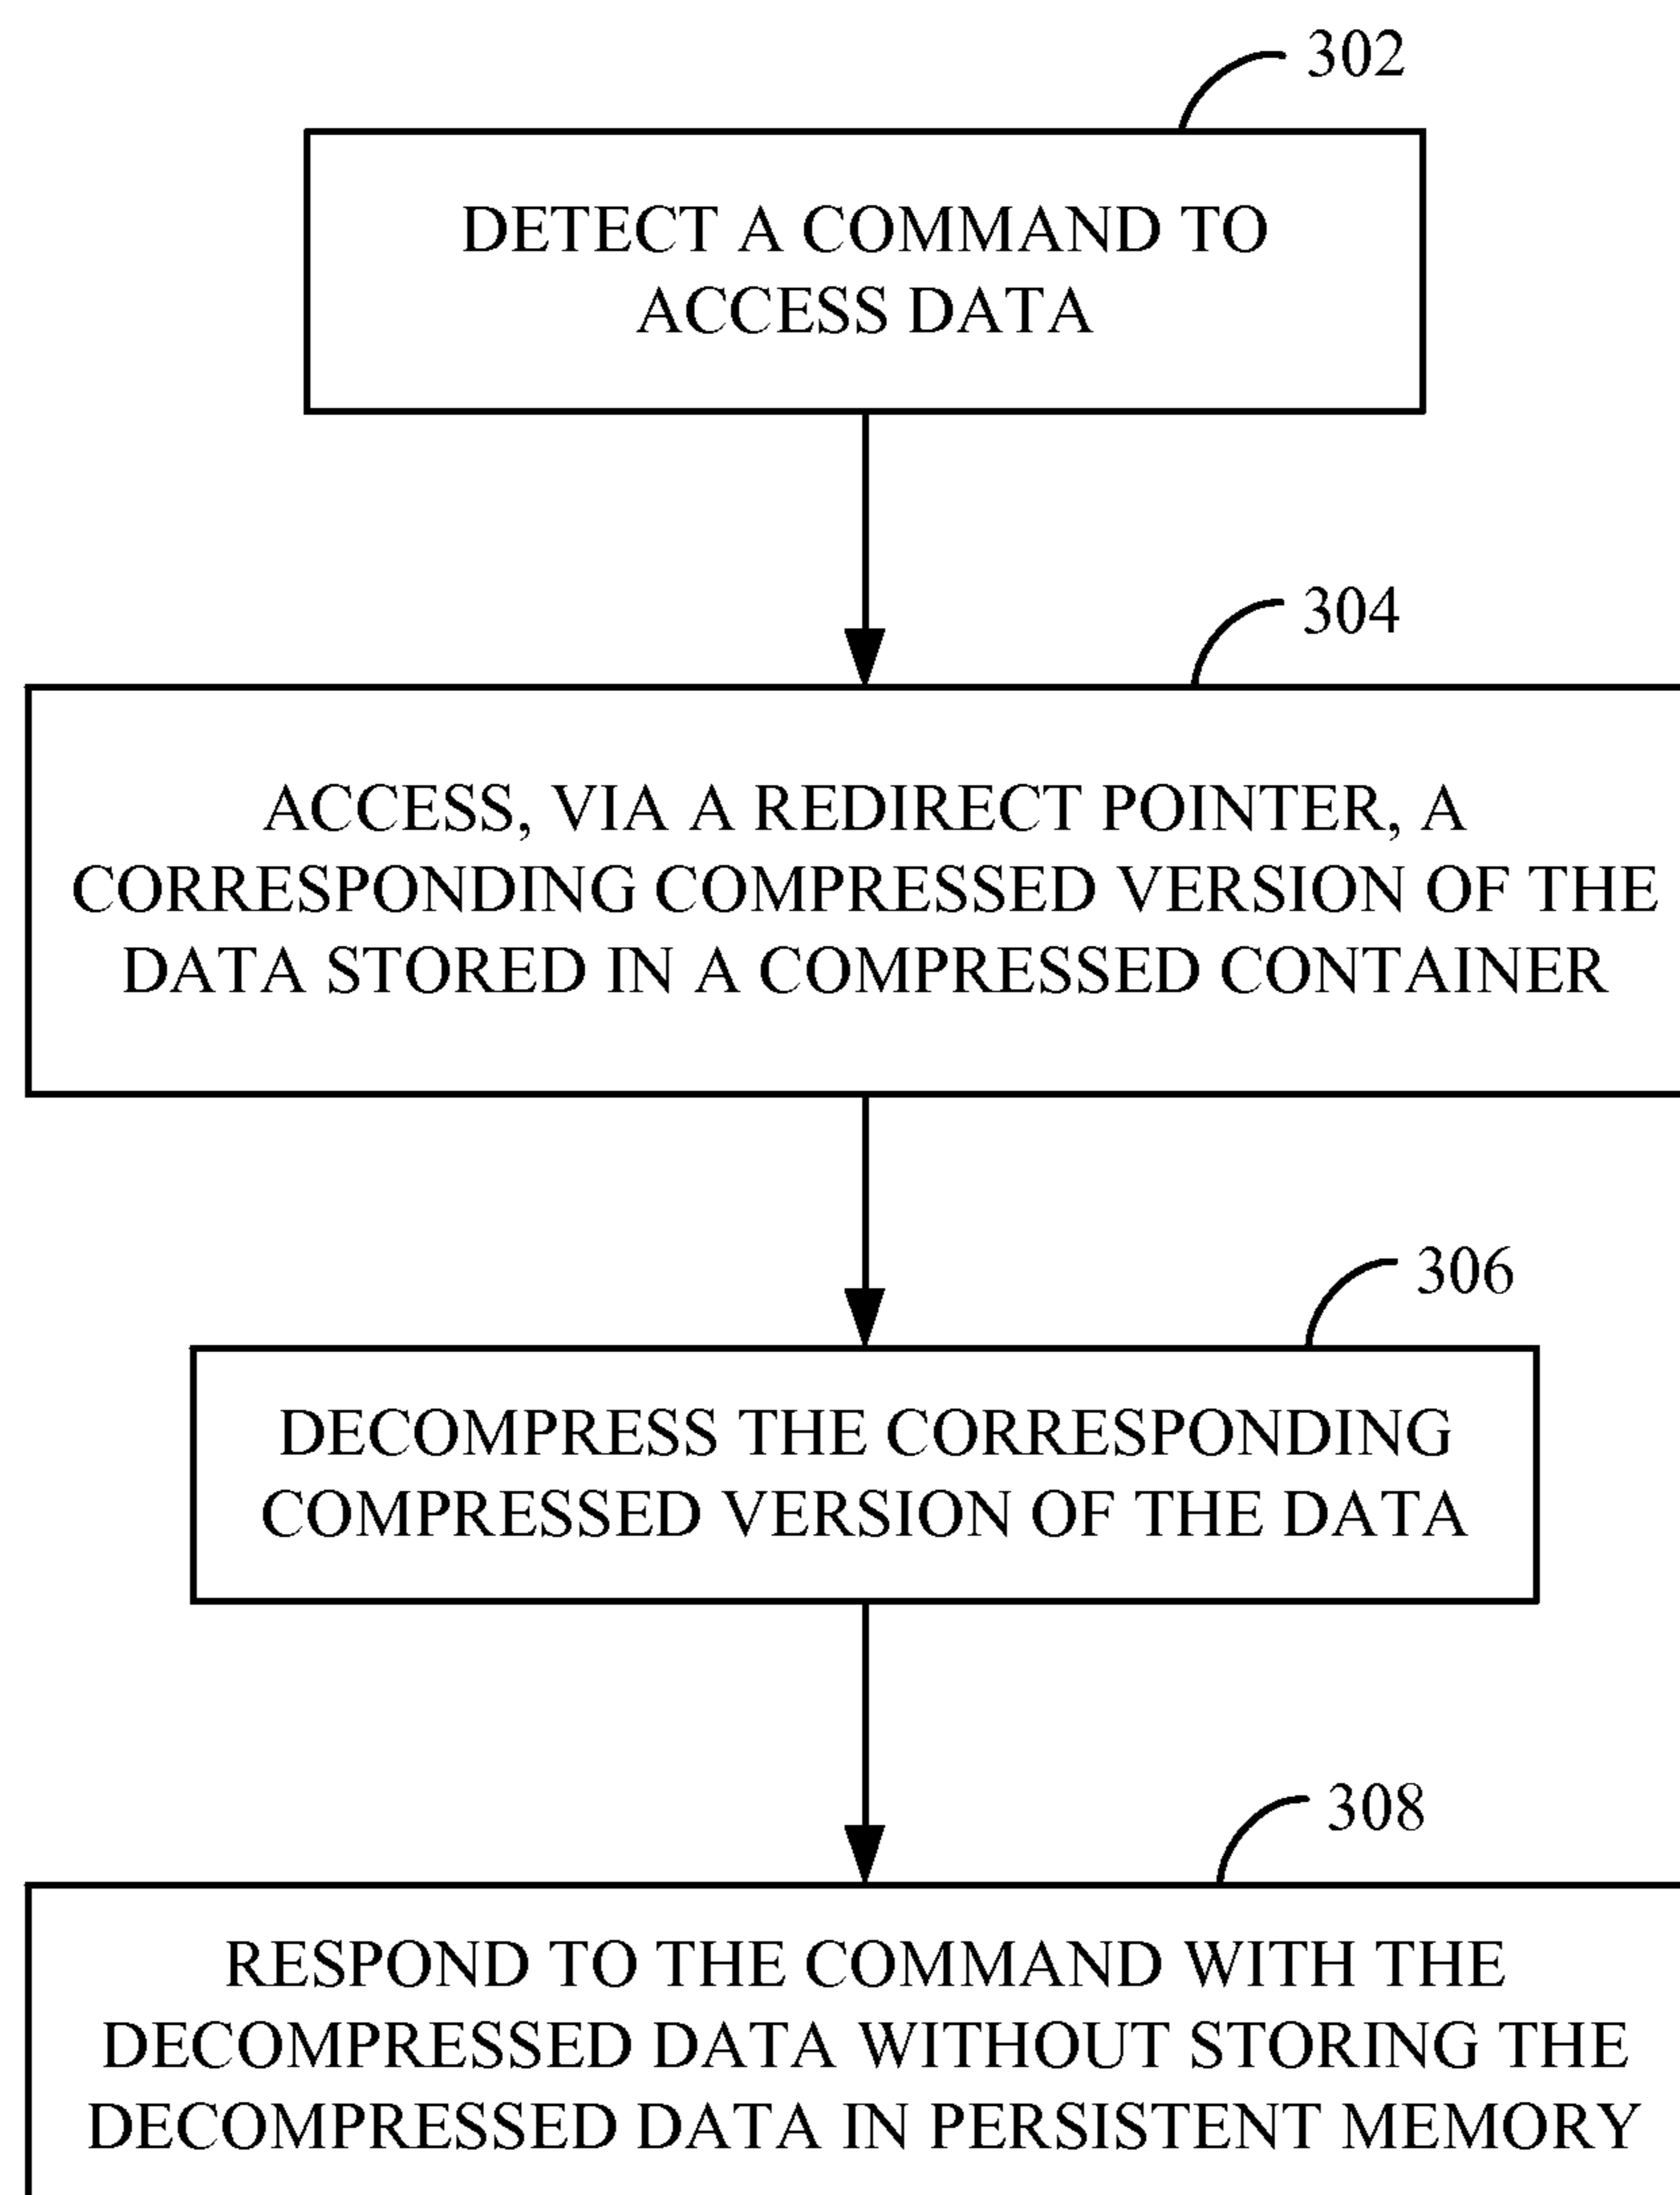 302
DETECT A COMMAND TO
ACCESS DATA
304
ACCESS, VIA A REDIRECT POINTER, A
CORRESPONDING COMPRESSED VERSION OF THE
DATA STORED IN A COMPRESSED CONTAINER
306
DECOMPRESS THE CORRESPONDING
COMPRESSED VERSION OF THE DATA
308
RESPOND TO THE COMMAND WITH THE
DECOMPRESSED DATA WITHOUT STORING THE
DECOMPRESSED DATA IN PERSISTENT MEMORY